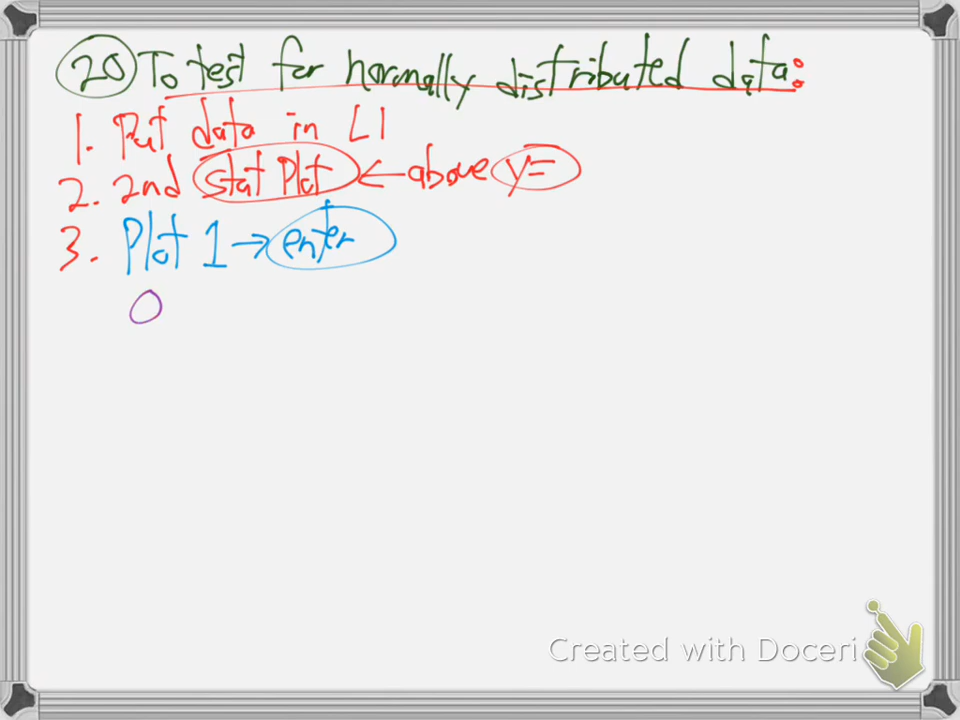 20 To test for normally distributed data:
1. Put data in L1
2. 2nd stat Plot ← above y=
3. Plot 1 → enter
O
Created with Doceri